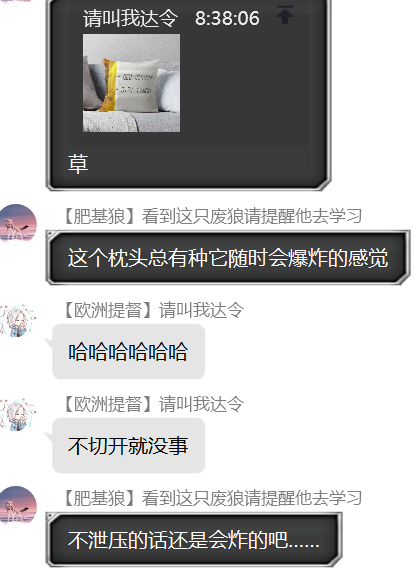 请叫我达令 8:38:06
草
【肥基狼】看到这只废狼请提醒他去学习
这个枕头总有种它随时会爆炸的感觉
【欧洲提督】请叫我达令
哈哈哈哈哈哈
【欧洲提督】请叫我达令
不切开就没事
【肥基狼】看到这只废狼请提醒他去学习
不泄压的话还是会炸的吧……